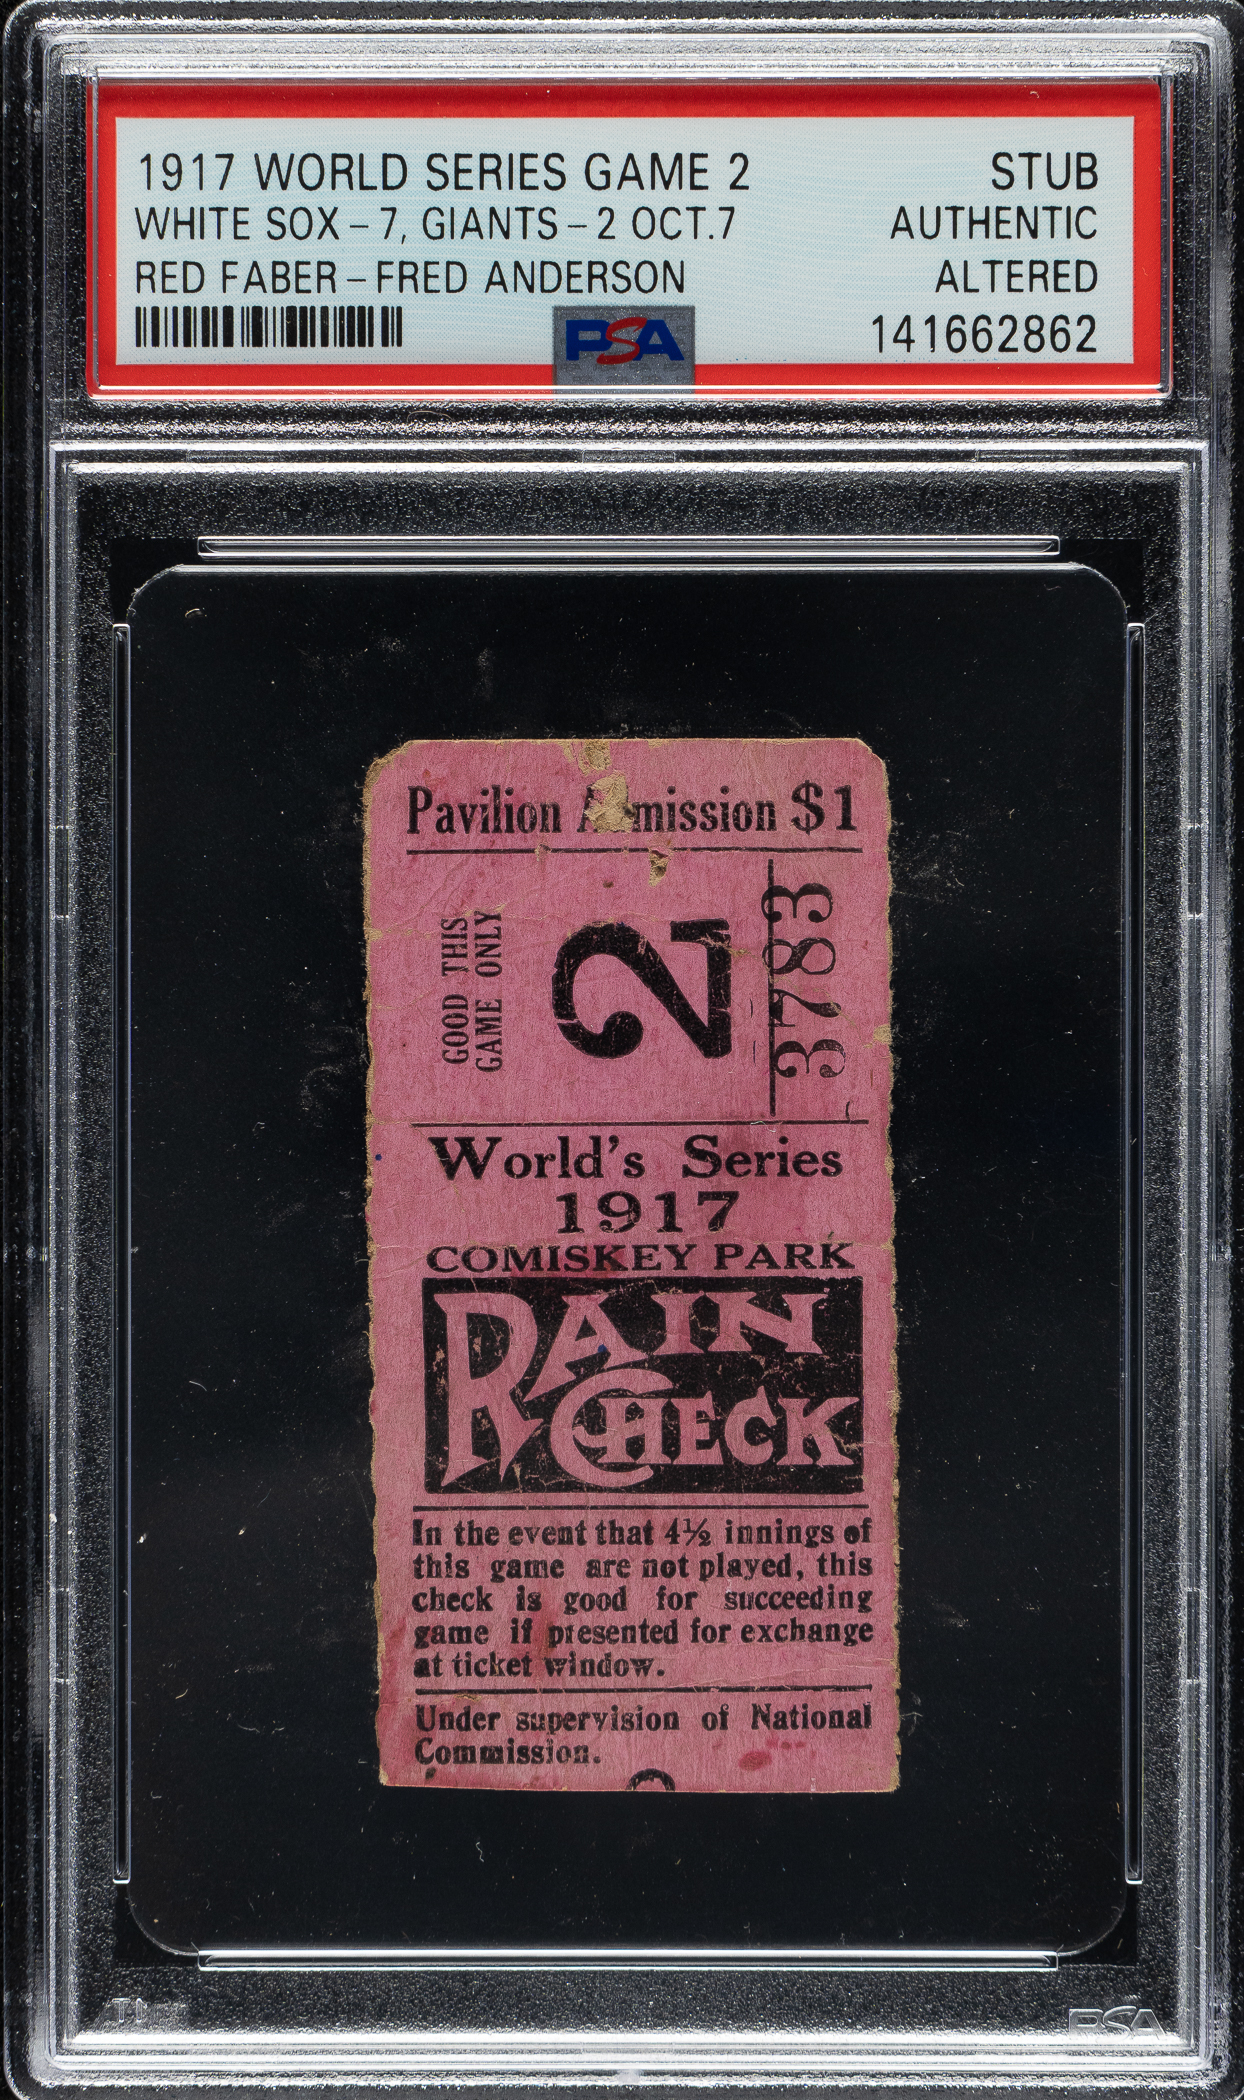 1917 WORLD SERIES GAME 2 STUB
WHITE SOX – 7, GIANTS – 2 OCT.7 AUTHENTIC
RED FABER – FRED ANDERSON ALTERED
PSA 141662862
Pavilion A mission $1
GOOD THIS
GAME ONLY
2
3783
World's Series
1917
COMISKEY PARK
RAIN
CHECK
In the event that 4½ innings of
this game are not played, this
check is good for succeeding
game if presented for exchange
at ticket window.
Under supervision of National
Commission.
PSA